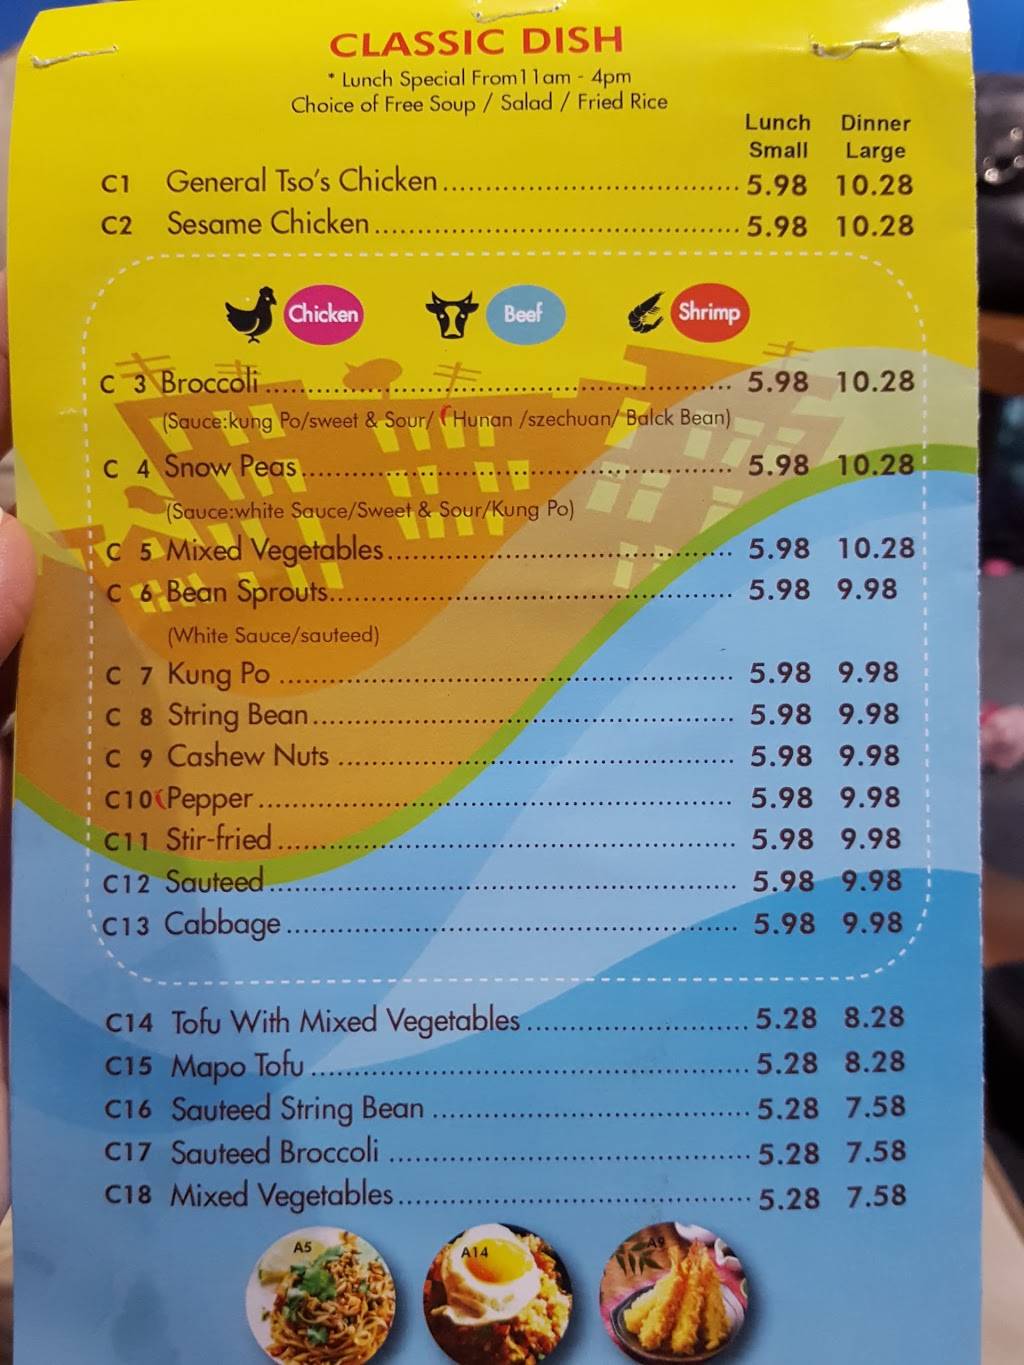 CLASSIC DISH
* Lunch Special From11am - 4pm
Choice of Free Soup / Salad / Fried Rice
Lunch Dinner
Small Large
C1 General Tso's Chicken 5.98 10.28
C2 Sesame Chicken 5.98 10.28
Chicken Beef Shrimp
C 3 Broccoli 5.98 10.28
(Sauce:kung Po/sweet & Sour/ Hunan /szechuan/ Balck Bean)
C 4 Snow Peas 5.98 10.28
(Sauce:white Sauce/Sweet & Sour/Kung Po)
C 5 Mixed Vegetables 5.98 10.28
C 6 Bean Sprouts 5.98 9.98
(White Sauce/sauteed)
C 7 Kung Po 5.98 9.98
C 8 String Bean 5.98 9.98
C 9 Cashew Nuts 5.98 9.98
C10 Pepper 5.98 9.98
C11 Stir-fried 5.98 9.98
C12 Sauteed 5.98 9.98
C13 Cabbage 5.98 9.98
C14 Tofu With Mixed Vegetables 5.28 8.28
C15 Mapo Tofu 5.28 8.28
C16 Sauteed String Bean 5.28 7.58
C17 Sauteed Broccoli 5.28 7.58
C18 Mixed Vegetables 5.28 7.58
A5 A14 A9